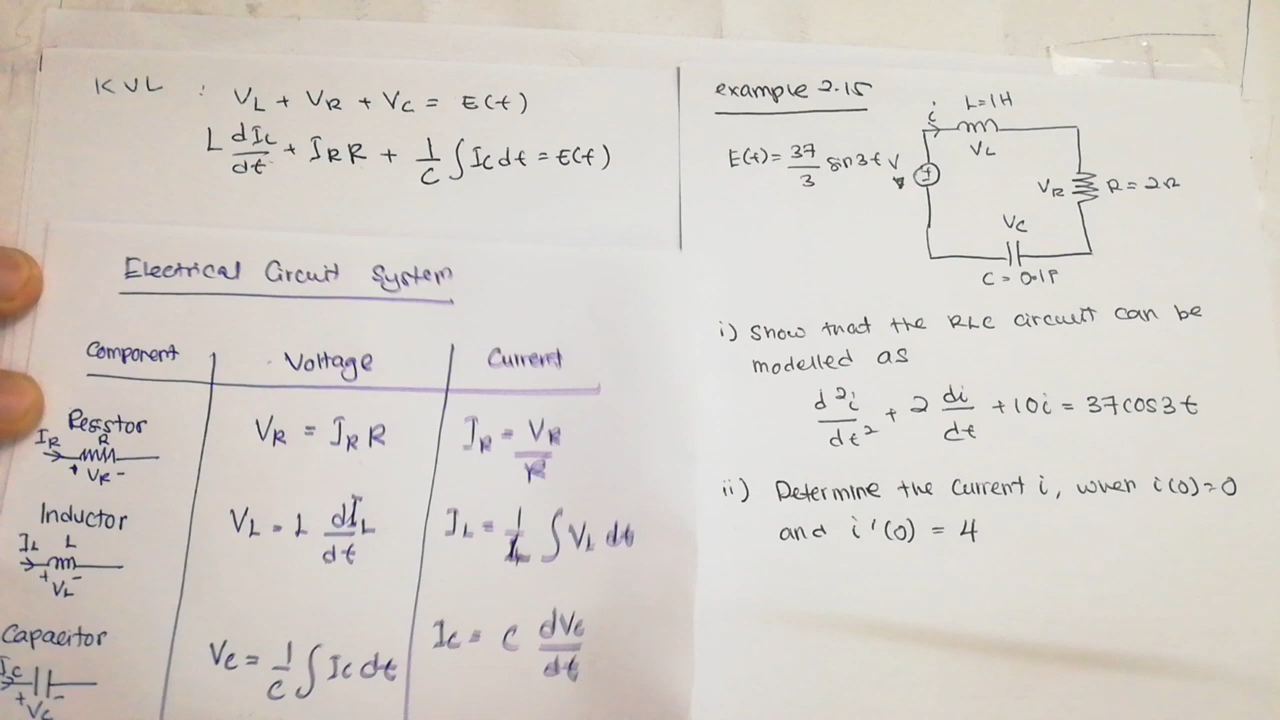 KVL : VL + VR + VC = E(t)
L dIc/dt + IR R + 1/C ∫ Ic dt = E(t)
Electrical Circuit System
Component Voltage Current
Resistor
IR R
+ VR -
VR = IR R
IR = VR/R
Inductor
IL L
+ VL -
VL = L dIL/dt
IL = 1/L ∫ VL dt
Capacitor
Ic
+ Vc -
Vc = 1/C ∫ Ic dt
Ic = C dVc/dt
example 2.15
E(t) = 37/3 sin3t V
i L=1H
VL
VR R = 2Ω
VC
C = 0.1F
i) Show that the RLC circuit can be
modelled as
d²i/dt² + 2 di/dt + 10i = 37cos3t
ii) Determine the current i, when i(0)=0
and i'(0) = 4